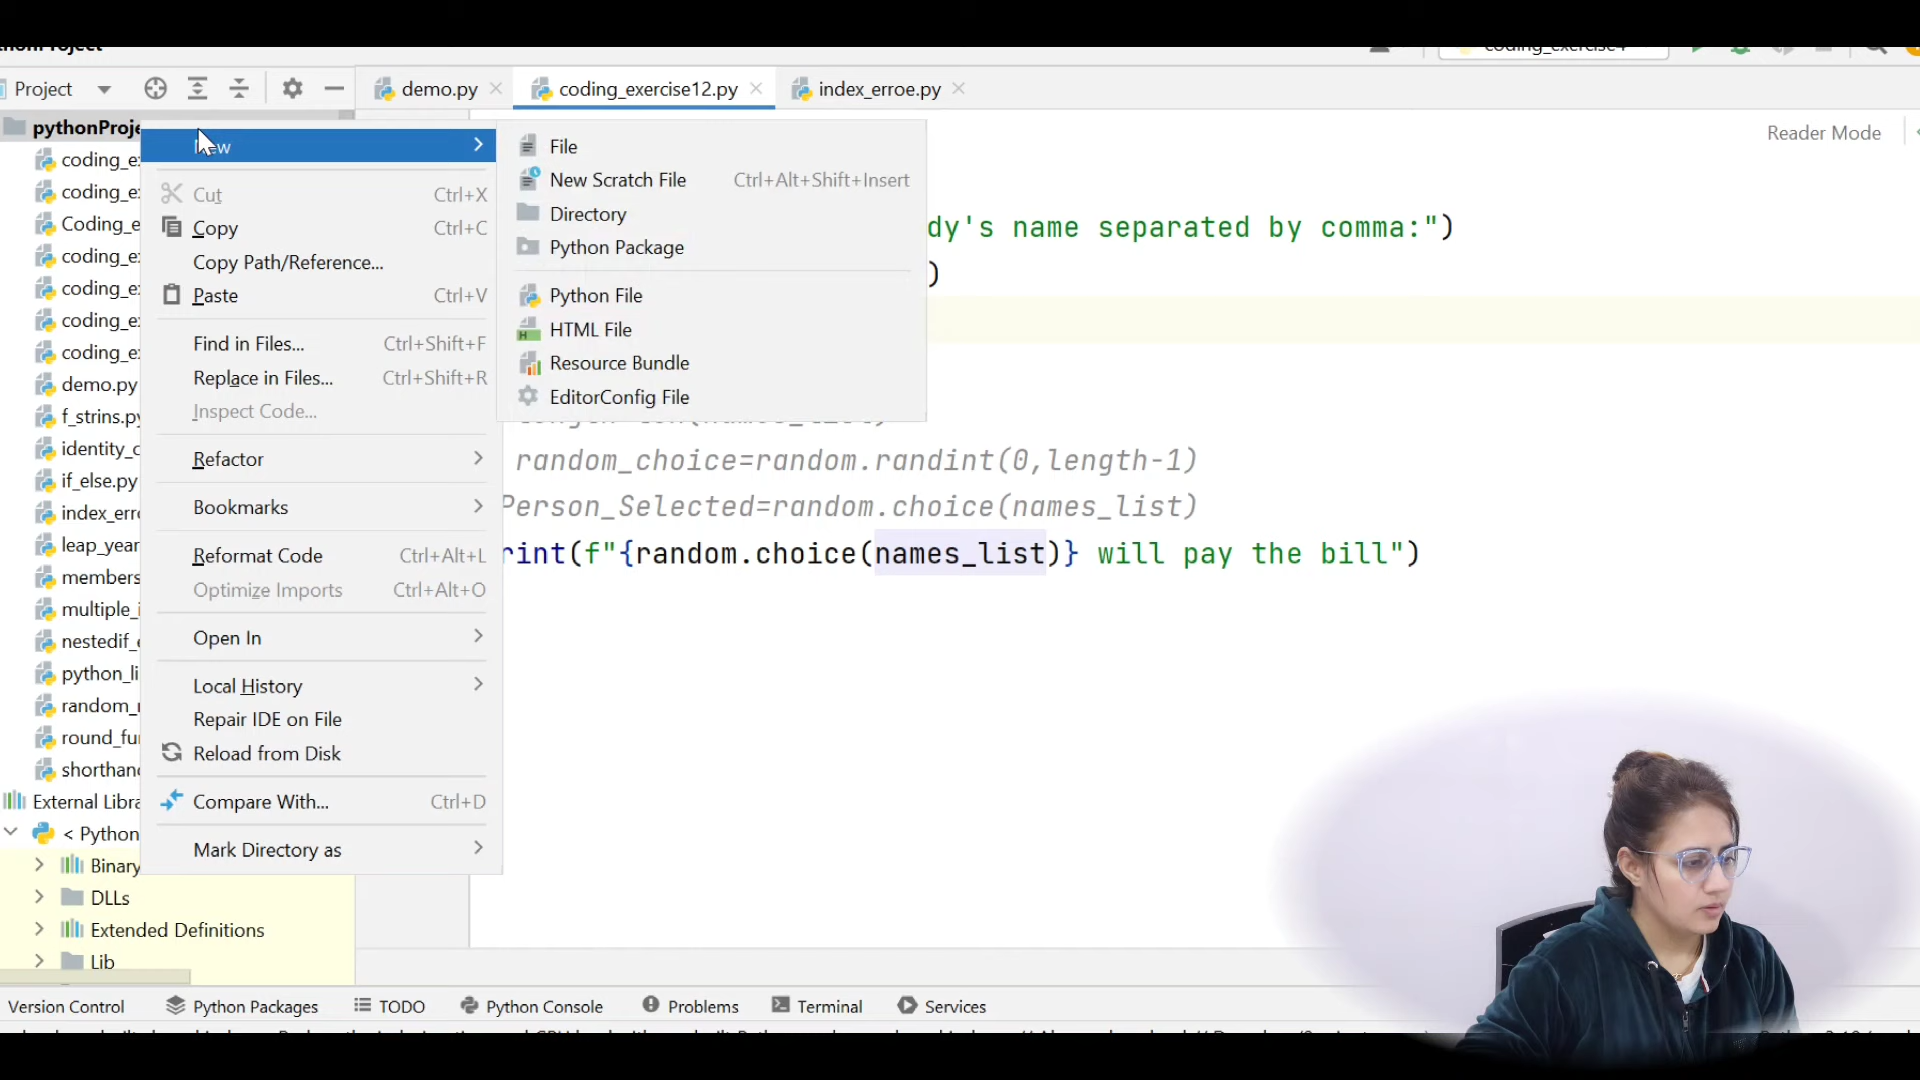 Project
demo.py
coding_exercise12.py
index_erroe.py
Reader Mode
pythonProje
New
File
New Scratch File Ctrl+Alt+Shift+Insert
Directory
Python Package
Python File
HTML File
Resource Bundle
EditorConfig File
coding_e
coding_e
Coding_e
coding_e
coding_e
coding_e
coding_e
demo.py
f_strins.py
identity_
if_else.py
index_erro
leap_year
members
multiple_i
nestedif_e
python_li
random_
round_fu
shorthan
External Libra
< Python
Binary
DLLs
Extended Definitions
Lib
Cut Ctrl+X
Copy Ctrl+C
Copy Path/Reference...
Paste Ctrl+V
Find in Files... Ctrl+Shift+F
Replace in Files... Ctrl+Shift+R
Inspect Code...
Refactor
Bookmarks
Reformat Code Ctrl+Alt+L
Optimize Imports Ctrl+Alt+O
Open In
Local History
Repair IDE on File
Reload from Disk
Compare With... Ctrl+D
Mark Directory as
dy's name separated by comma:")
)
random_choice=random.randint(0,length-1)
Person_Selected=random.choice(names_list)
rint(f"{random.choice(names_list)} will pay the bill")
Version Control
Python Packages
TODO
Python Console
Problems
Terminal
Services